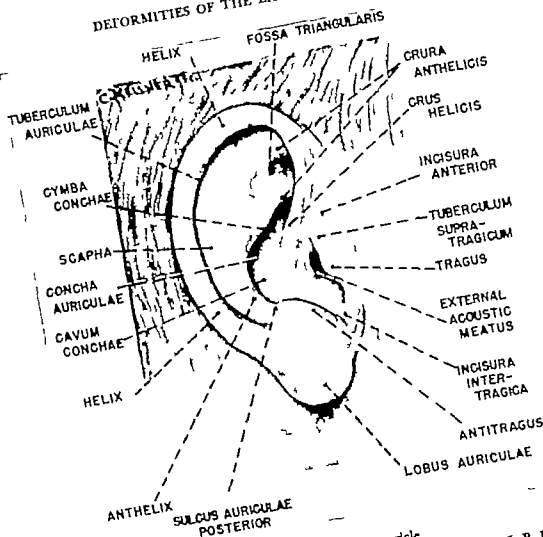 DEFORMITIES OF THE
HELIX
FOSSA TRIANGULARIS
CRURA
ANTHELICIS
CRUS
HELICIS
TUBERCULUM
AURICULAE
INCISURA
ANTERIOR
CYMBA
CONCHAE
TUBERCULUM
SUPRA-
TRAGICUM
SCAPHA
TRAGUS
CONCHA
AURICULAE
EXTERNAL
ACOUSTIC
MEATUS
CAVUM
CONCHAE
INCISURA
INTER-
TRAGICA
HELIX
ANTITRAGUS
LOBUS AURICULAE
ANTHELIX
SULCUS AURICULAE
POSTERIOR